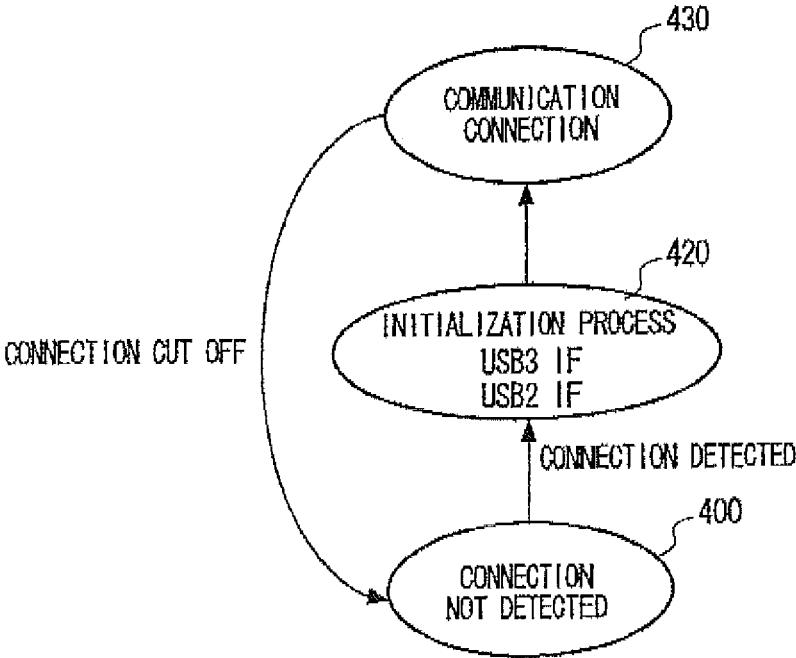 430
COMMUNICATION
CONNECTION
420
INITIALIZATION PROCESS
USB3 IF
USB2 IF
CONNECTION CUT OFF
CONNECTION DETECTED
400
CONNECTION
NOT DETECTED